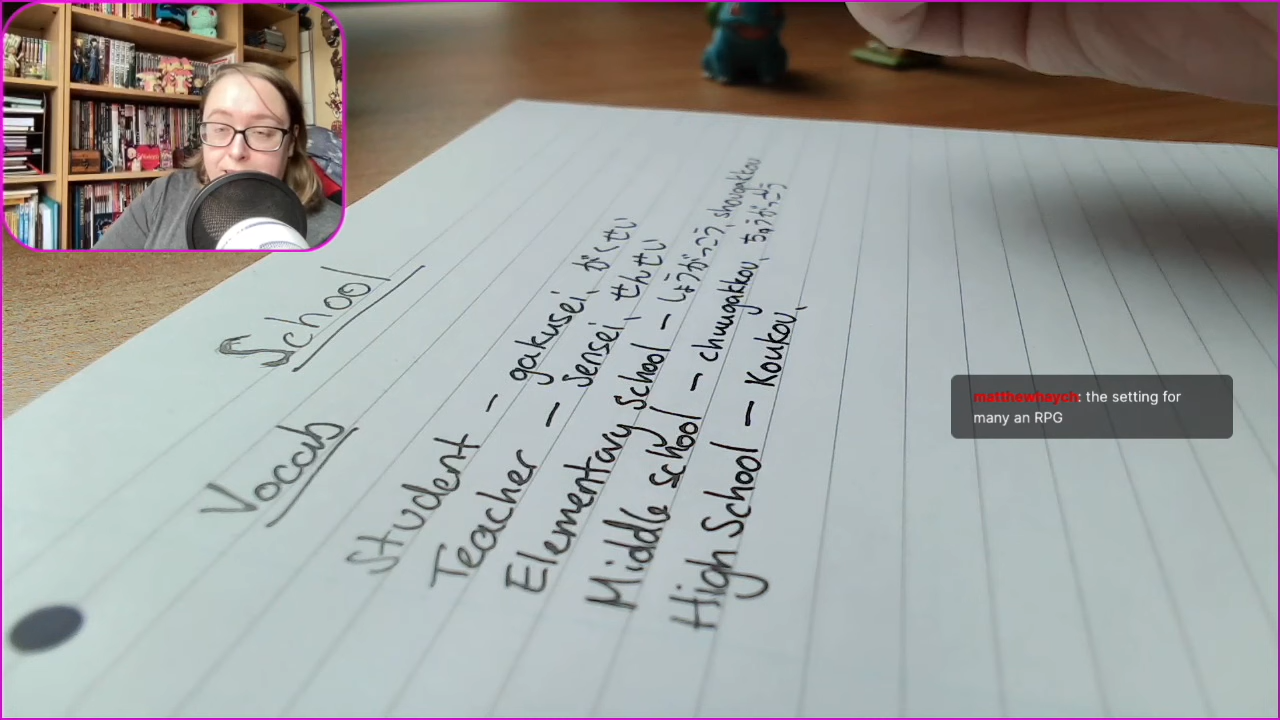 School
Vocab
Student - gakusei、がくせい
Teacher - Sensei、せんせい
Elementary School - しょうがっこう、shougakkou
Middle school - chuugakkou、ちゅうがっこう
High School - Koukou、
matthewhaych: the setting for
many an RPG